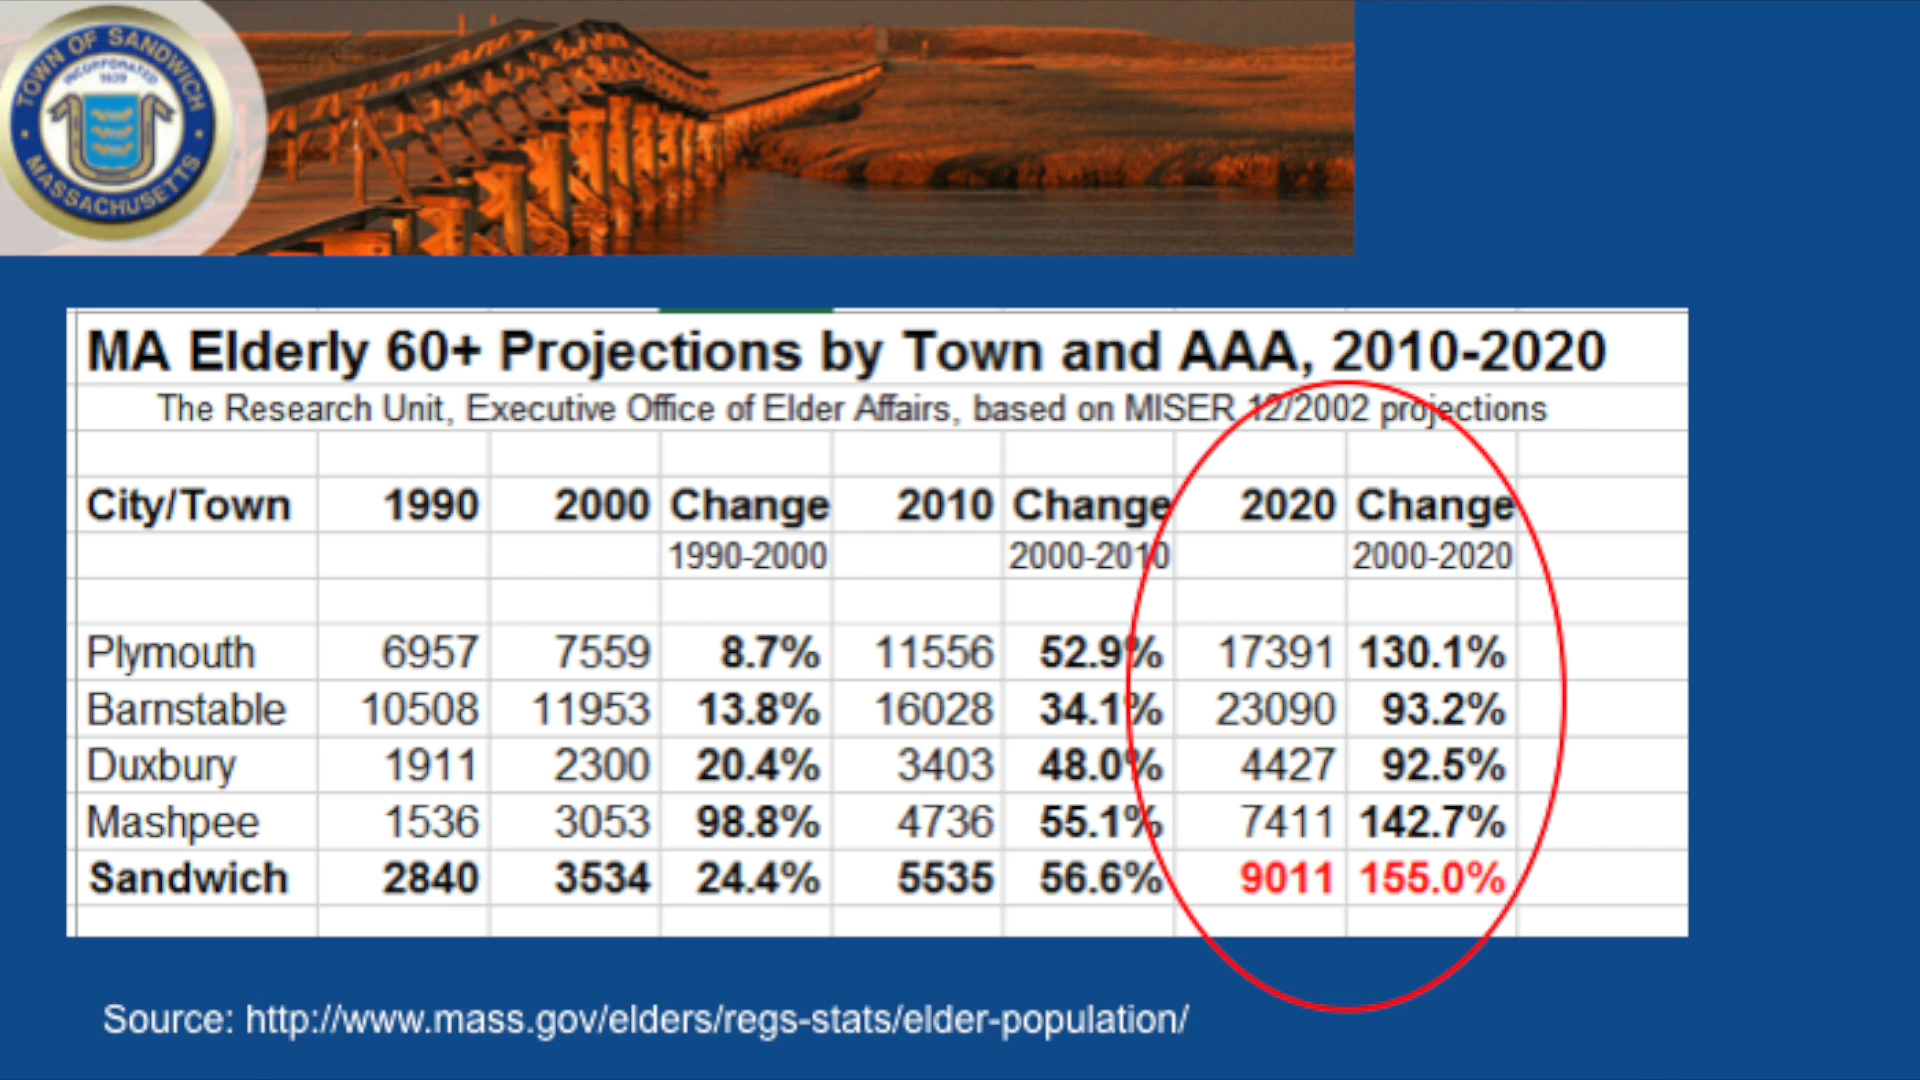 TOWN OF SANDWICH
INCORPORATED
1639
MASSACHUSETTS
MA Elderly 60+ Projections by Town and AAA, 2010-2020
The Research Unit, Executive Office of Elder Affairs, based on MISER 12/2002 projections
City/Town 1990 2000 Change 2010 Change 2020 Change
1990-2000 2000-2010 2000-2020
Plymouth 6957 7559 8.7% 11556 52.9% 17391 130.1%
Barnstable 10508 11953 13.8% 16028 34.1% 23090 93.2%
Duxbury 1911 2300 20.4% 3403 48.0% 4427 92.5%
Mashpee 1536 3053 98.8% 4736 55.1% 7411 142.7%
Sandwich 2840 3534 24.4% 5535 56.6% 9011 155.0%
Source: http://www.mass.gov/elders/regs-stats/elder-population/